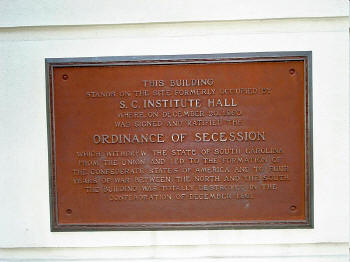 THIS BUILDING
STANDS ON THE SITE FORMERLY OCCUPIED BY
S. C. INSTITUTE HALL
WHERE, ON DECEMBER 20, 1860,
WAS SIGNED AND RATIFIED THE
ORDINANCE OF SECESSION
WHICH WITHDREW THE STATE OF SOUTH CAROLINA
FROM THE UNION AND LED TO THE FORMATION OF
THE CONFEDERATE STATES OF AMERICA AND TO FOUR
YEARS OF WAR BETWEEN THE NORTH AND THE SOUTH.
THE BUILDING WAS TOTALLY DESTROYED IN THE
CONFLAGRATION OF DECEMBER 1861.